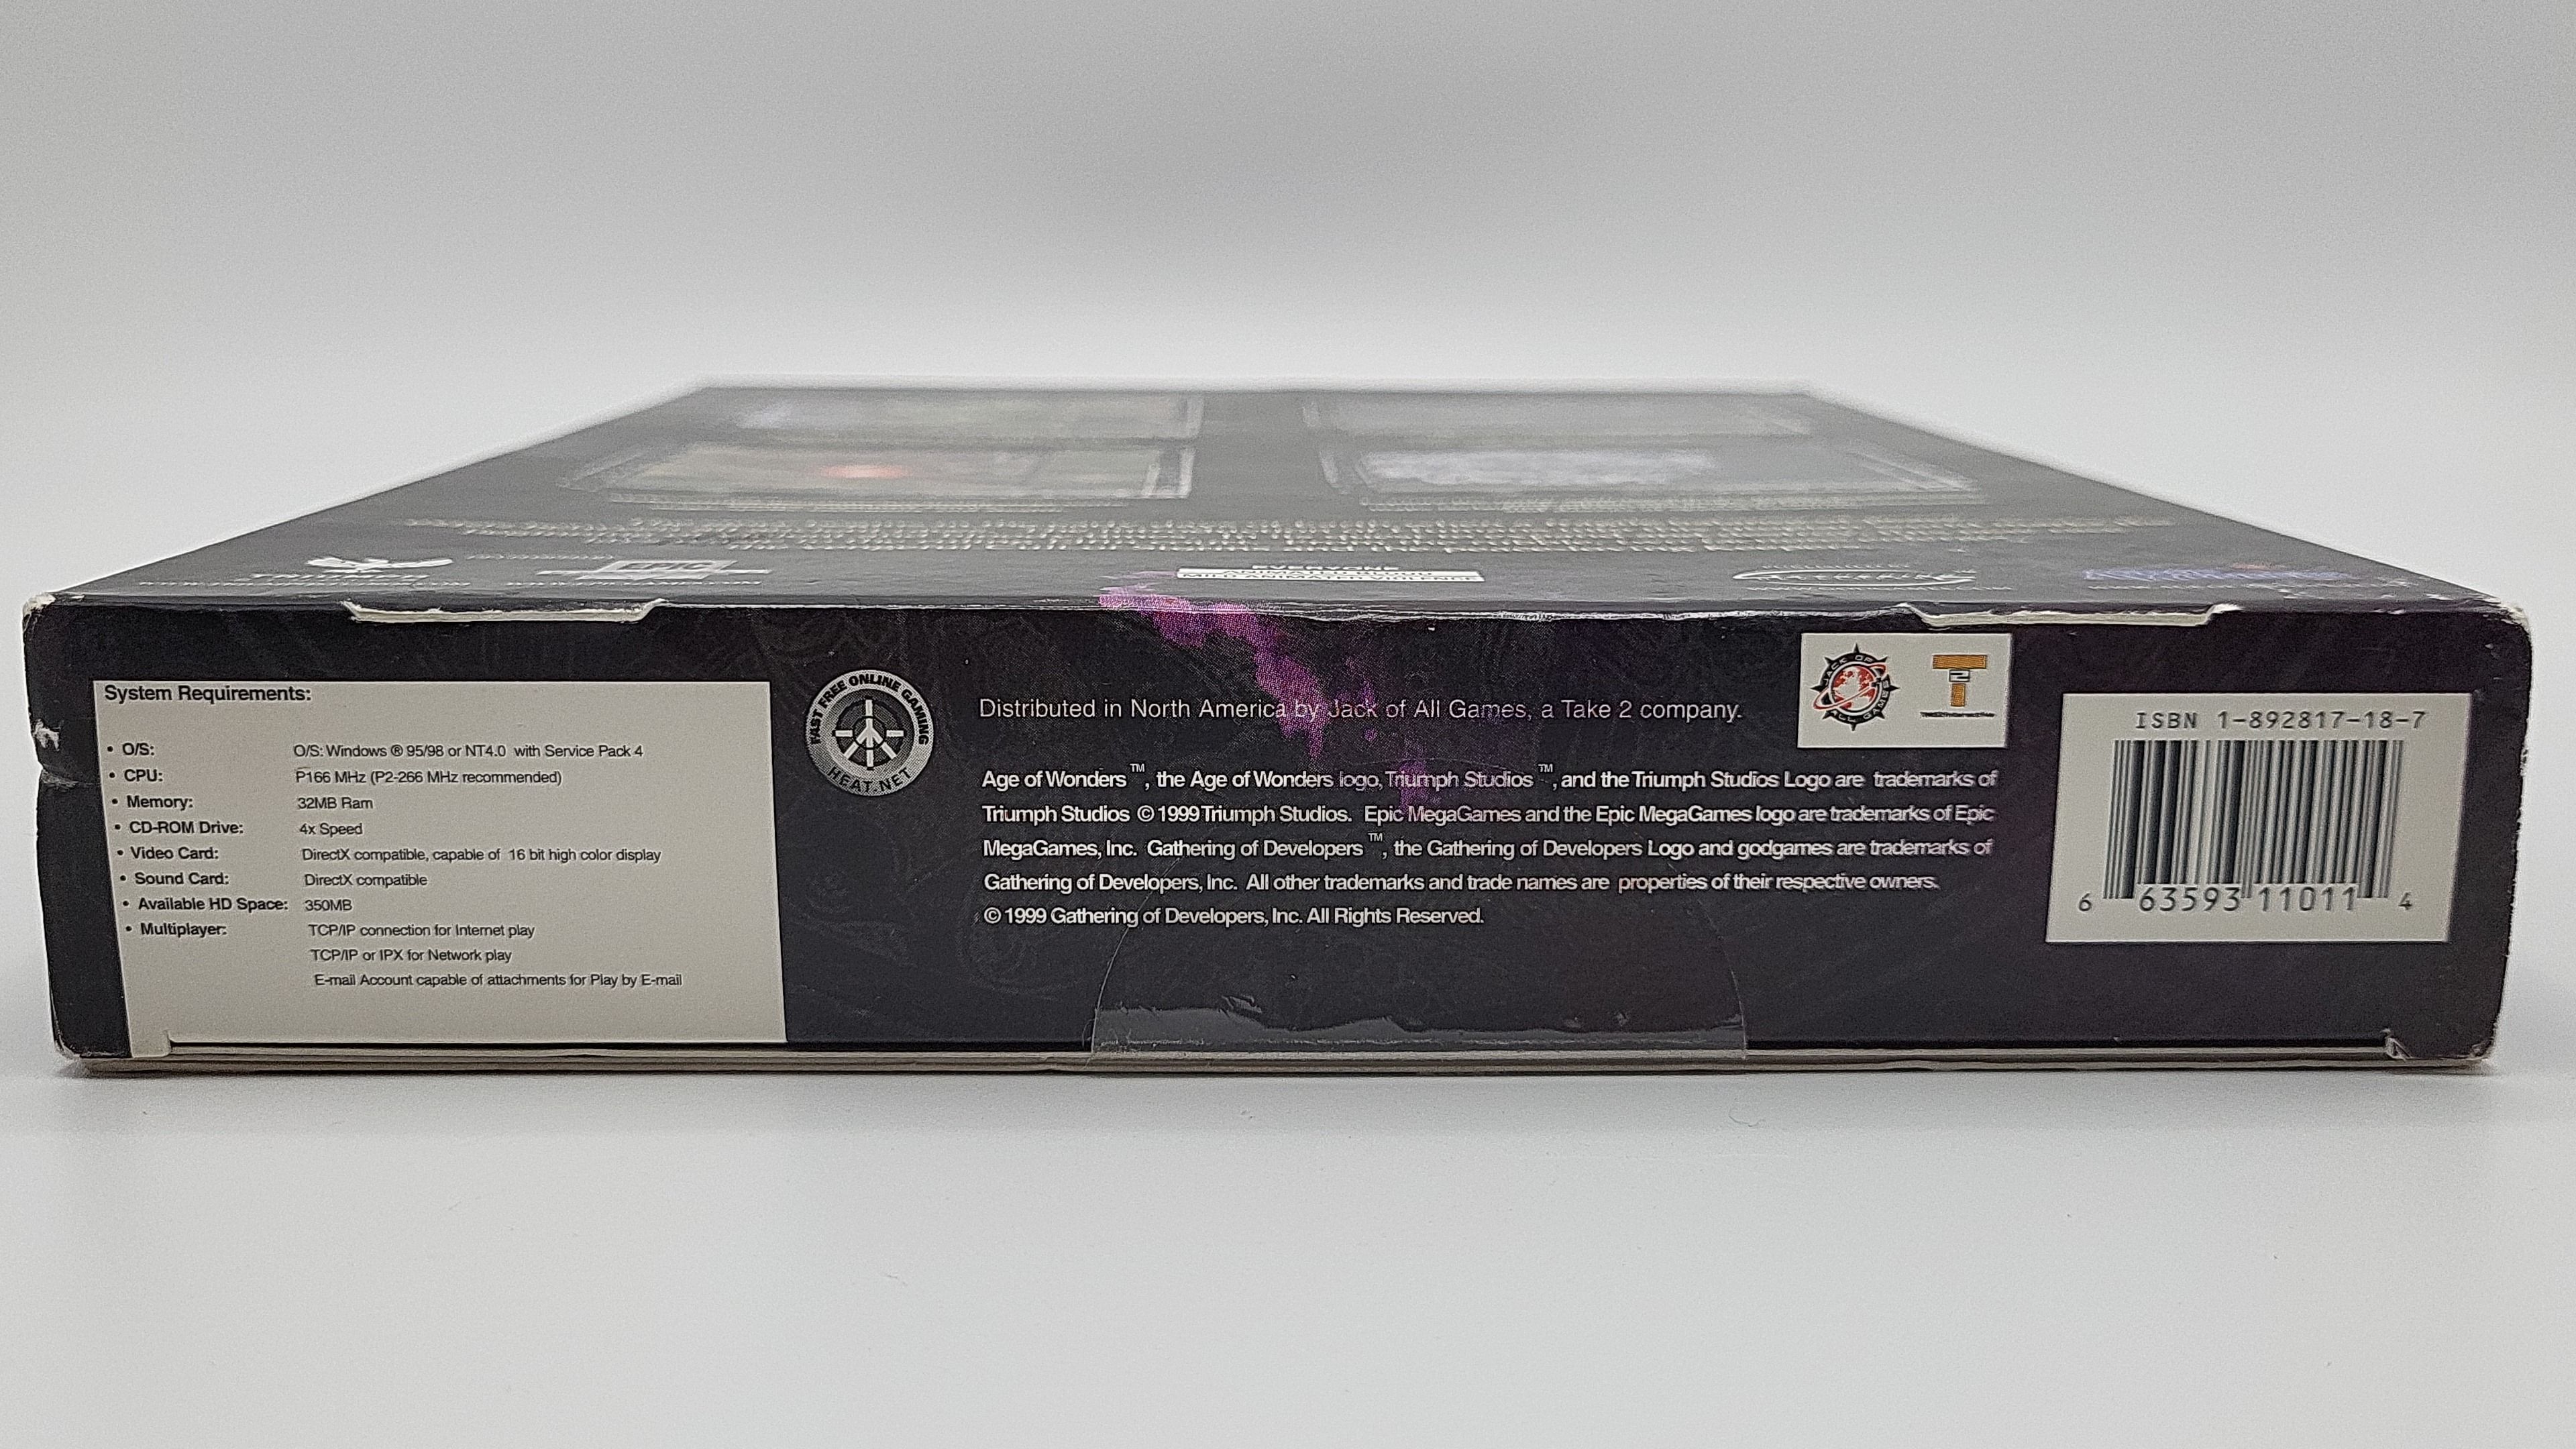 EPIC
EVERYONE
MILD ANIMATED VIOLENCE
System Requirements:
• O/S: O/S: Windows ® 95/98 or NT4.0 with Service Pack 4
• CPU: P166 MHz (P2-266 MHz recommended)
• Memory: 32MB Ram
• CD-ROM Drive: 4x Speed
• Video Card: DirectX compatible, capable of 16 bit high color display
• Sound Card: DirectX compatible
• Available HD Space: 350MB
• Multiplayer: TCP/IP connection for Internet play
TCP/IP or IPX for Network play
E-mail Account capable of attachments for Play by E-mail
FAST FREE ONLINE GAMING
HEAT.NET
Distributed in North America by Jack of All Games, a Take 2 company.
JACK OF
ALL GAMES
T2
Age of Wonders™, the Age of Wonders logo, Triumph Studios™, and the Triumph Studios Logo are trademarks of
Triumph Studios © 1999 Triumph Studios. Epic MegaGames and the Epic MegaGames logo are trademarks of Epic
MegaGames, Inc. Gathering of Developers™, the Gathering of Developers Logo and godgames are trademarks of
Gathering of Developers, Inc. All other trademarks and trade names are properties of their respective owners.
© 1999 Gathering of Developers, Inc. All Rights Reserved.
ISBN 1-892817-18-7
6 63593 11011 4